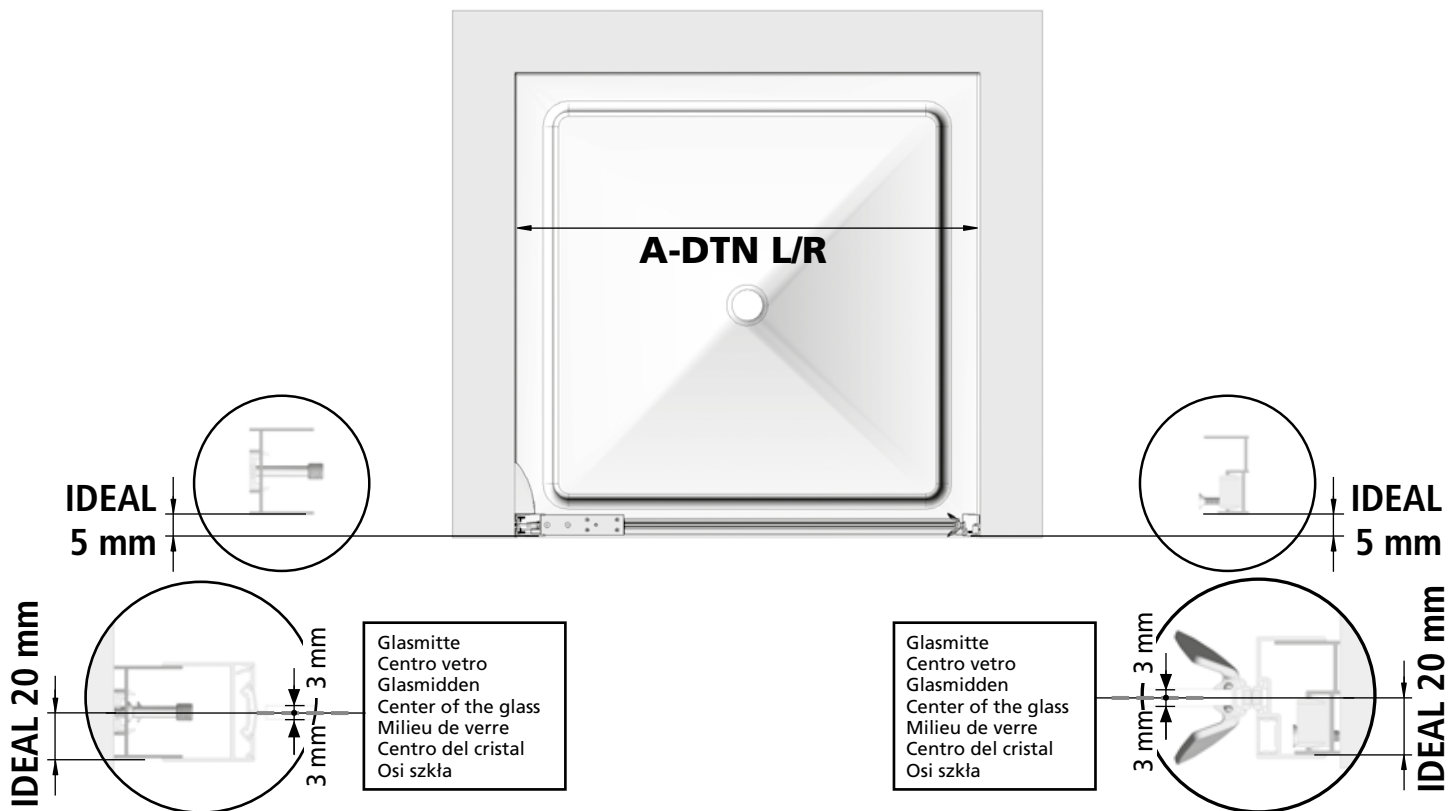 A-DTN L/R
IDEAL
5 mm
IDEAL
5 mm
IDEAL 20 mm
3 mm
3 mm
Glasmitte
Centro vetro
Glasmidden
Center of the glass
Milieu de verre
Centro del cristal
Osi szkła
Glasmitte
Centro vetro
Glasmidden
Center of the glass
Milieu de verre
Centro del cristal
Osi szkła
3 mm
3 mm
IDEAL 20 mm